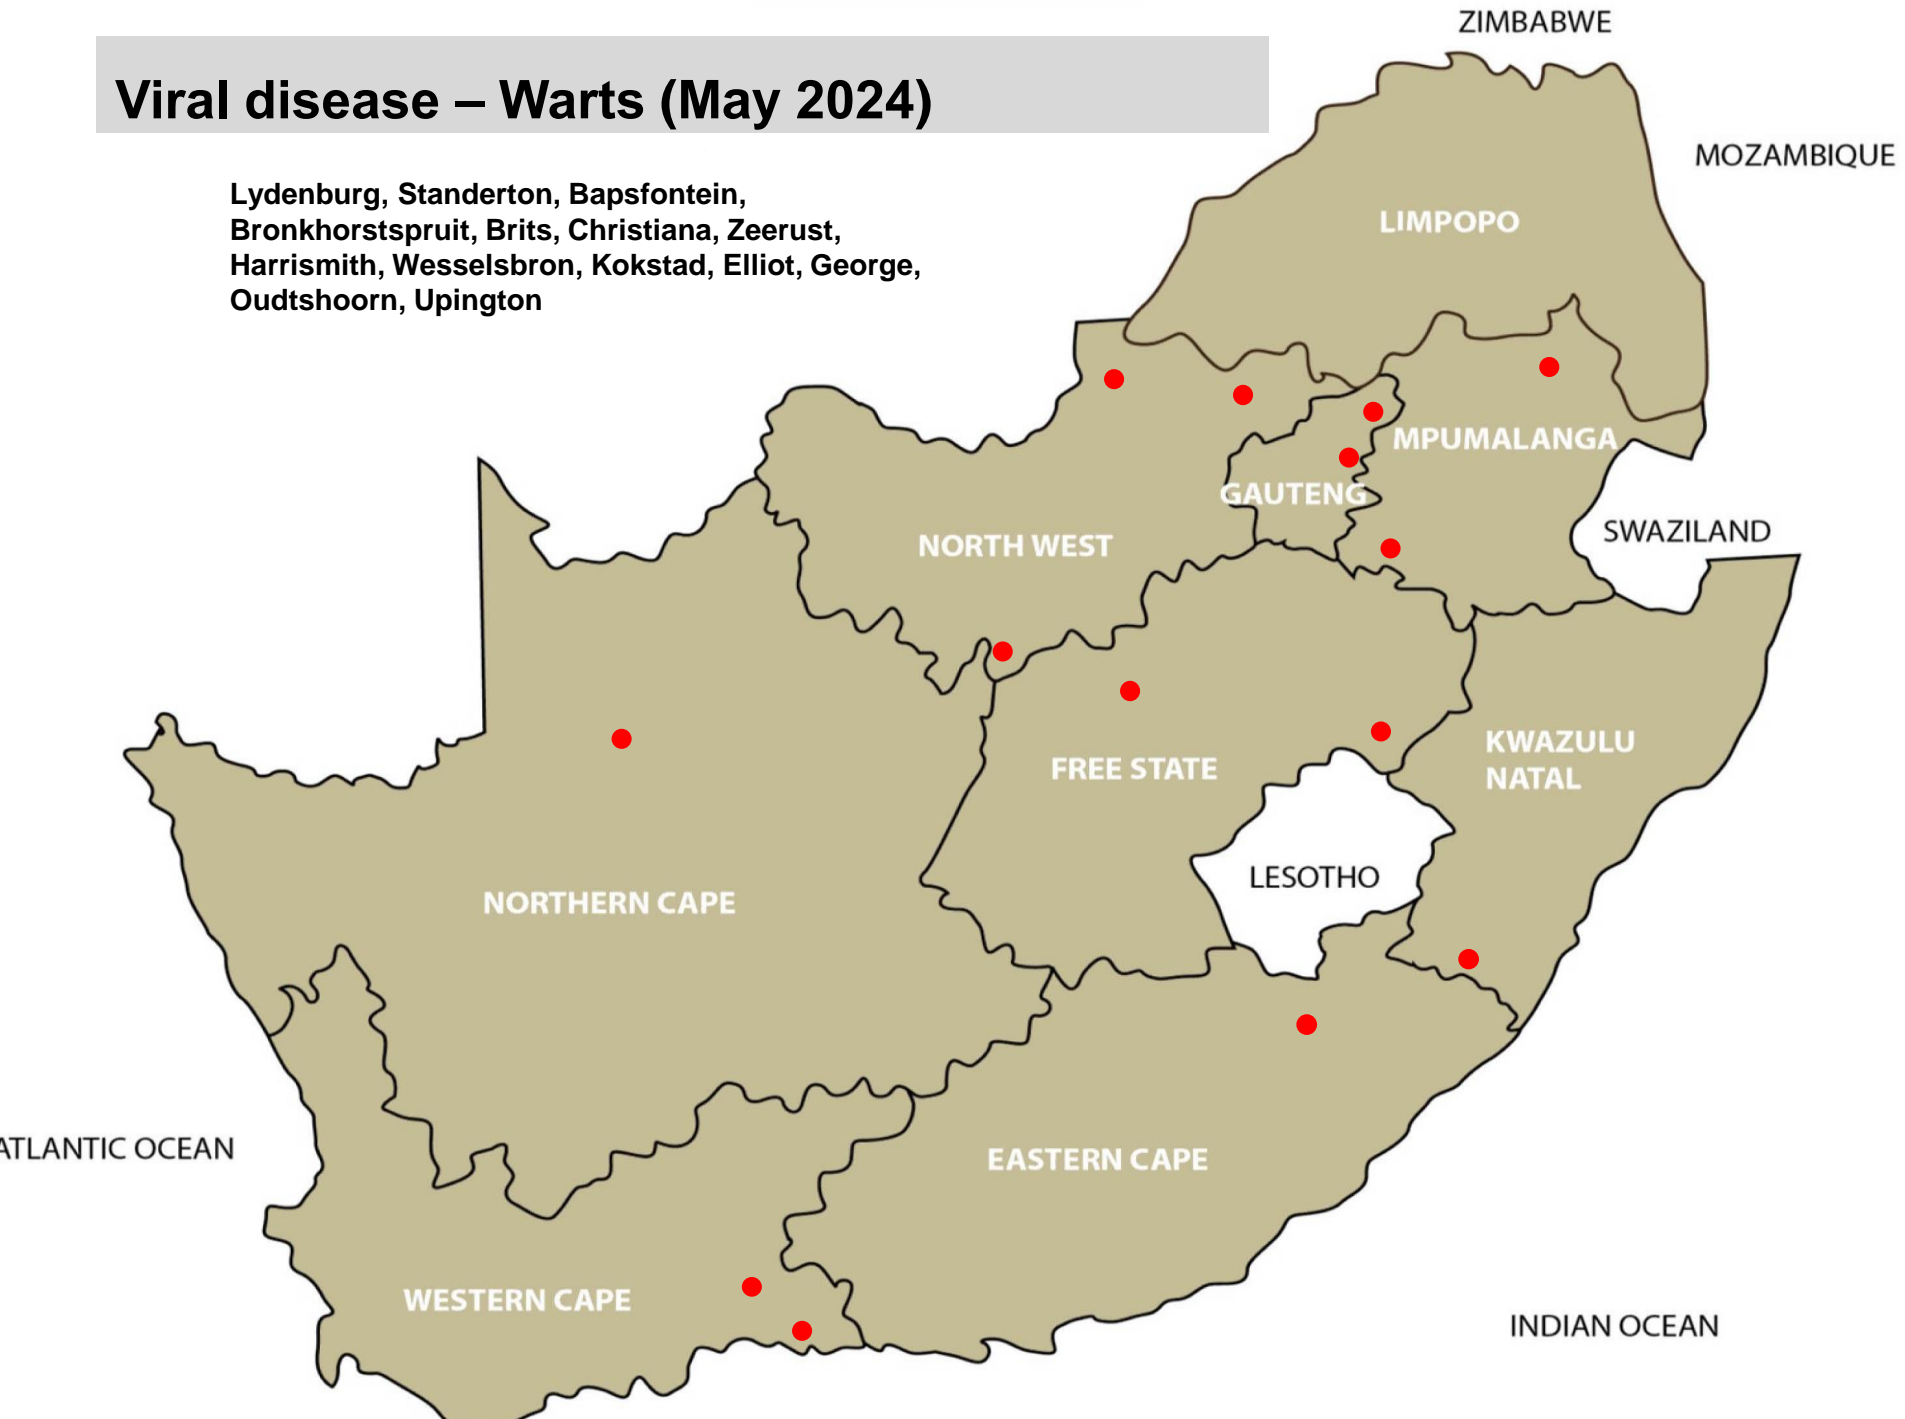 ZIMBABWE
Viral disease – Warts (May 2024)
MOZAMBIQUE
Lydenburg, Standerton, Bapsfontein,
Bronkhorstspruit, Brits, Christiana, Zeerust,
Harrismith, Wesselsbron, Kokstad, Elliot, George,
Oudtshoorn, Upington
LIMPOPO
MPUMALANGA
GAUTENG
SWAZILAND
NORTH WEST
KWAZULU
NATAL
FREE STATE
LESOTHO
NORTHERN CAPE
ATLANTIC OCEAN
EASTERN CAPE
WESTERN CAPE
INDIAN OCEAN